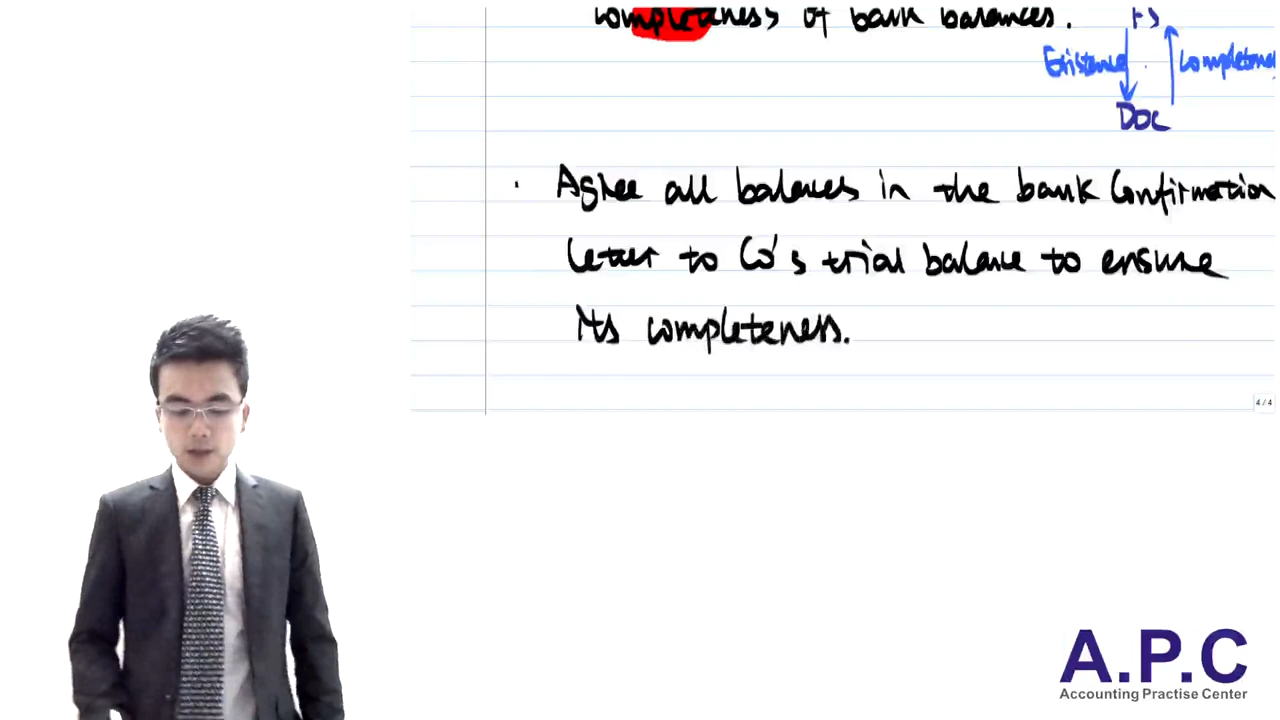 completeness of bank balances. FS
Existence Completeness
DOC
· Agree all balances in the bank Confirmation
letter to Co's trial balance to ensure
its completeness.
4 / 4
A.P.C
Accounting Practise Center